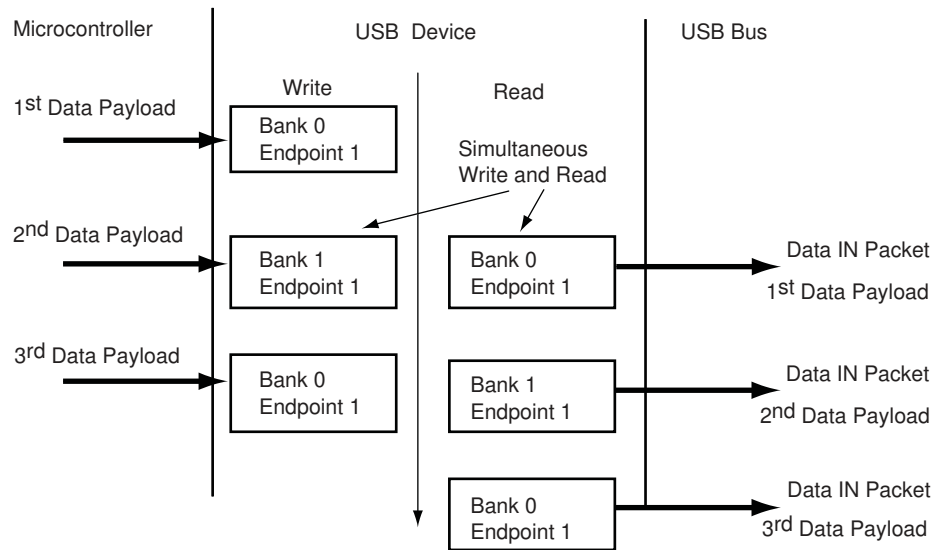 Microcontroller
USB Device
USB Bus
Write
Read
1st Data Payload
Bank 0
Endpoint 1
Simultaneous
Write and Read
2nd Data Payload
Bank 1
Endpoint 1
Bank 0
Endpoint 1
Data IN Packet
1st Data Payload
3rd Data Payload
Bank 0
Endpoint 1
Bank 1
Endpoint 1
Data IN Packet
2nd Data Payload
Bank 0
Endpoint 1
Data IN Packet
3rd Data Payload